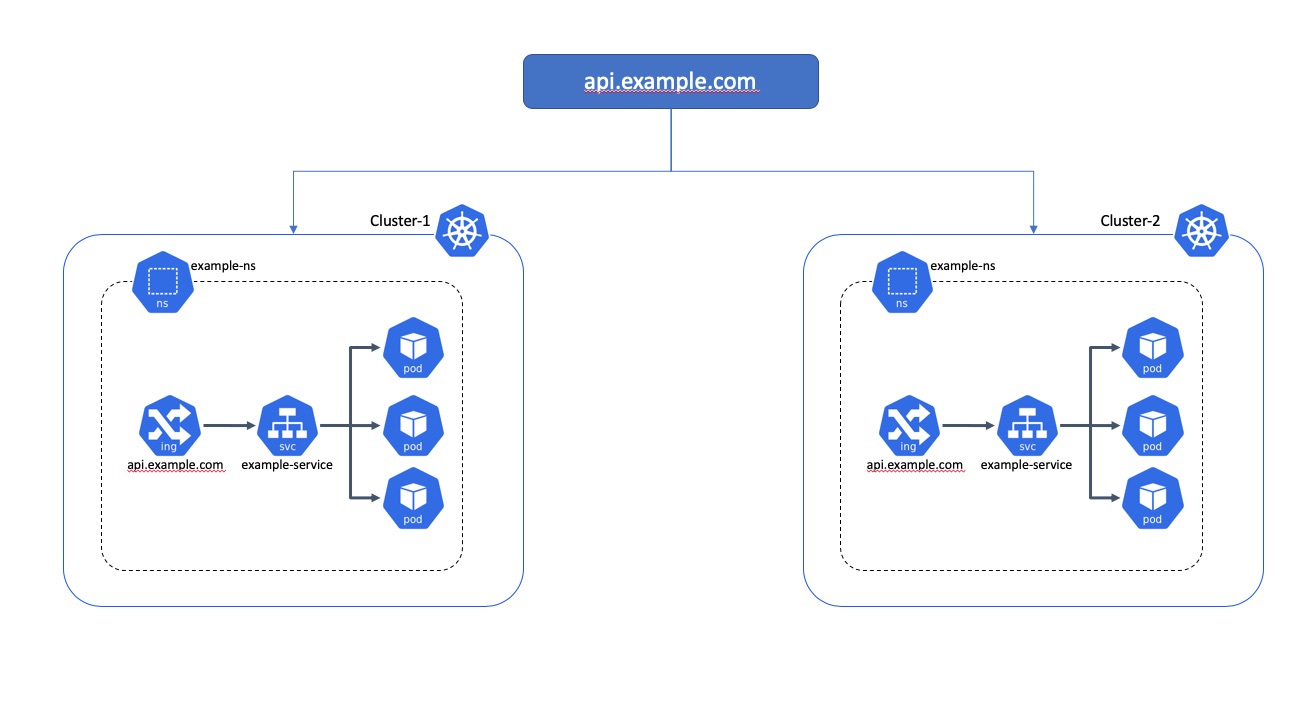 api.example.com
Cluster-1
example-ns
ns
pod
ing
svc
pod
api.example.com
example-service
pod
Cluster-2
example-ns
ns
pod
ing
svc
pod
api.example.com
example-service
pod